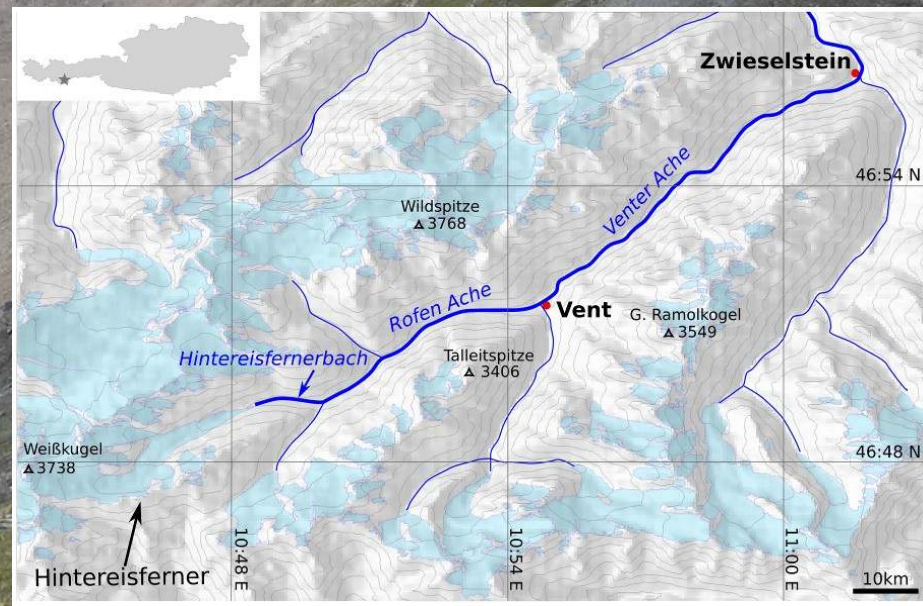 Zwieselstein
46:54 N
Venter Ache
Wildspitze
3768
Rofen Ache
Vent
G. Ramolkogel
3549
Hintereisfernerbach
Talleitspitze
3406
Weißkugel
3738
46:48 N
10:48 E
10:54 E
11:00 E
Hintereisferner
10km